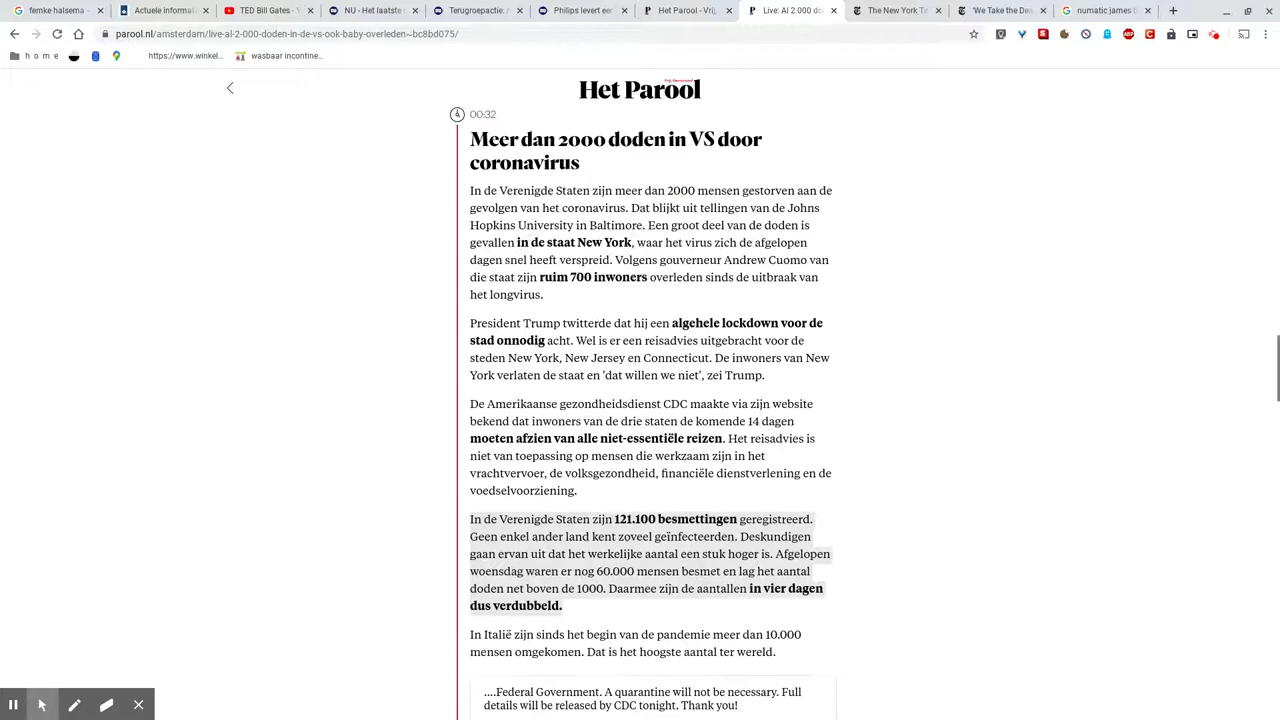 femke halsema -
Actuele informat
TED Bill Gates - Y
NU - Het laatste
Terugroepactie:
Philips levert een
Het Parool - Vrij,
Live: Al 2.000 do
The New York Ti
'We Take the Dea
numatic james b
parool.nl/amsterdam/live-al-2-000-doden-in-de-vs-ook-baby-overleden~bc8bd075/
home
https://www.winkel...
wasbaar incontine...
Het Parool
00:32
Meer dan 2000 doden in VS door
coronavirus
In de Verenigde Staten zijn meer dan 2000 mensen gestorven aan de
gevolgen van het coronavirus. Dat blijkt uit tellingen van de Johns
Hopkins University in Baltimore. Een groot deel van de doden is
gevallen in de staat New York, waar het virus zich de afgelopen
dagen snel heeft verspreid. Volgens gouverneur Andrew Cuomo van
die staat zijn ruim 700 inwoners overleden sinds de uitbraak van
het longvirus.
President Trump twitterde dat hij een algehele lockdown voor de
stad onnodig acht. Wel is er een reisadvies uitgebracht voor de
steden New York, New Jersey en Connecticut. De inwoners van New
York verlaten de staat en 'dat willen we niet', zei Trump.
De Amerikaanse gezondheidsdienst CDC maakte via zijn website
bekend dat inwoners van de drie staten de komende 14 dagen
moeten afzien van alle niet-essentiële reizen. Het reisadvies is
niet van toepassing op mensen die werkzaam zijn in het
vrachtvervoer, de volksgezondheid, financiële dienstverlening en de
voedselvoorziening.
In de Verenigde Staten zijn 121.100 besmettingen geregistreerd.
Geen enkel ander land kent zoveel geïnfecteerden. Deskundigen
gaan ervan uit dat het werkelijke aantal een stuk hoger is. Afgelopen
woensdag waren er nog 60.000 mensen besmet en lag het aantal
doden net boven de 1000. Daarmee zijn de aantallen in vier dagen
dus verdubbeld.
In Italië zijn sinds het begin van de pandemie meer dan 10.000
mensen omgekomen. Dat is het hoogste aantal ter wereld.
....Federal Government. A quarantine will not be necessary. Full
details will be released by CDC tonight. Thank you!